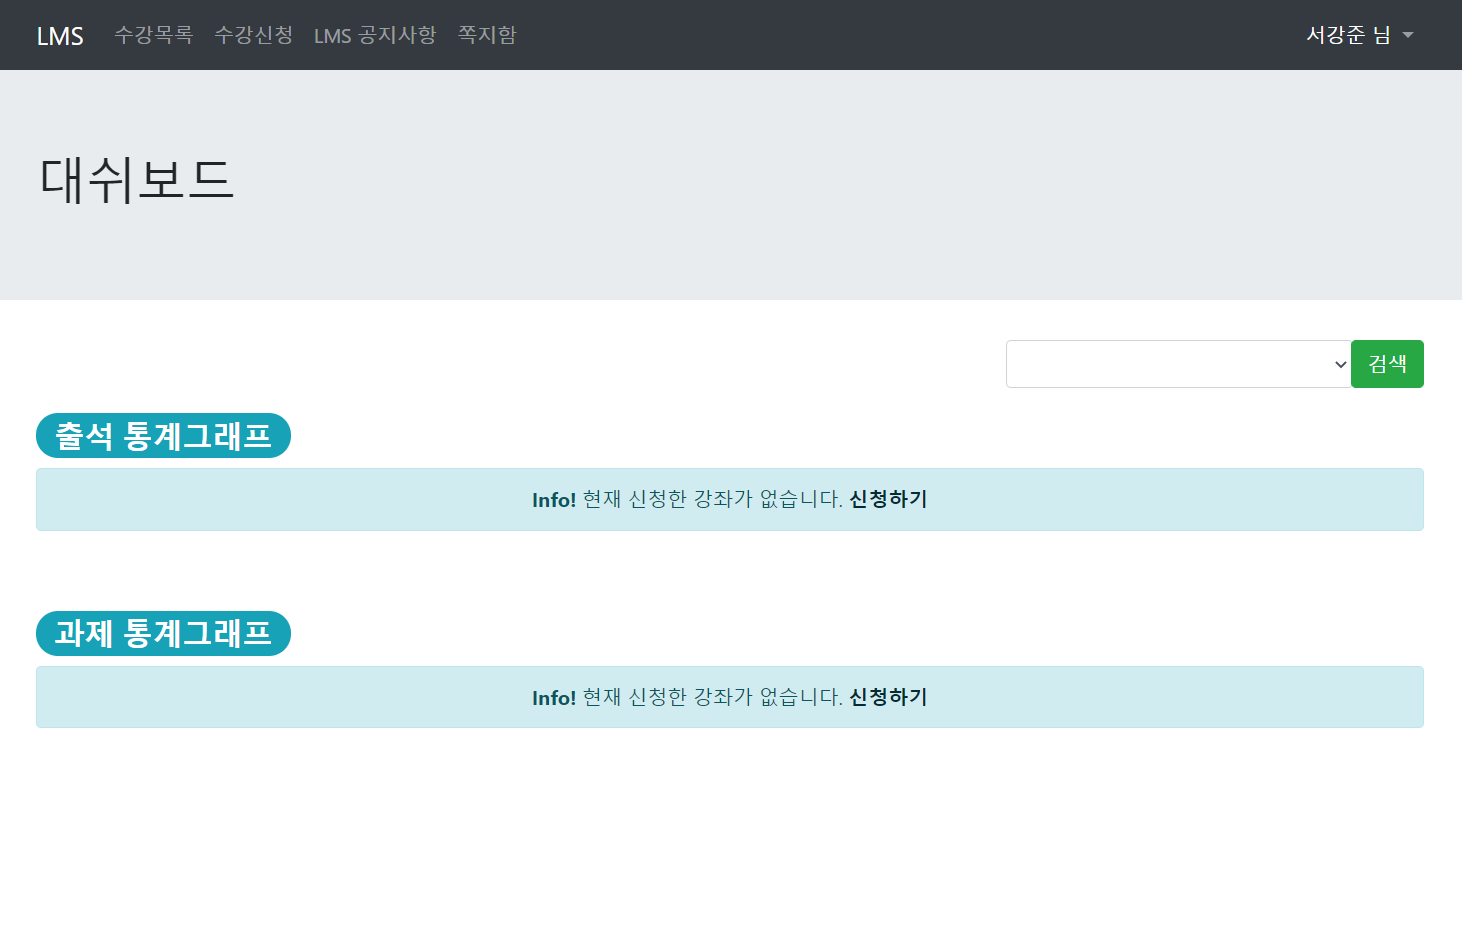 LMS 수강목록 수강신청 LMS 공지사항 쪽지함 서강준 님
대쉬보드
검색
출석 통계그래프
Info! 현재 신청한 강좌가 없습니다. 신청하기
과제 통계그래프
Info! 현재 신청한 강좌가 없습니다. 신청하기